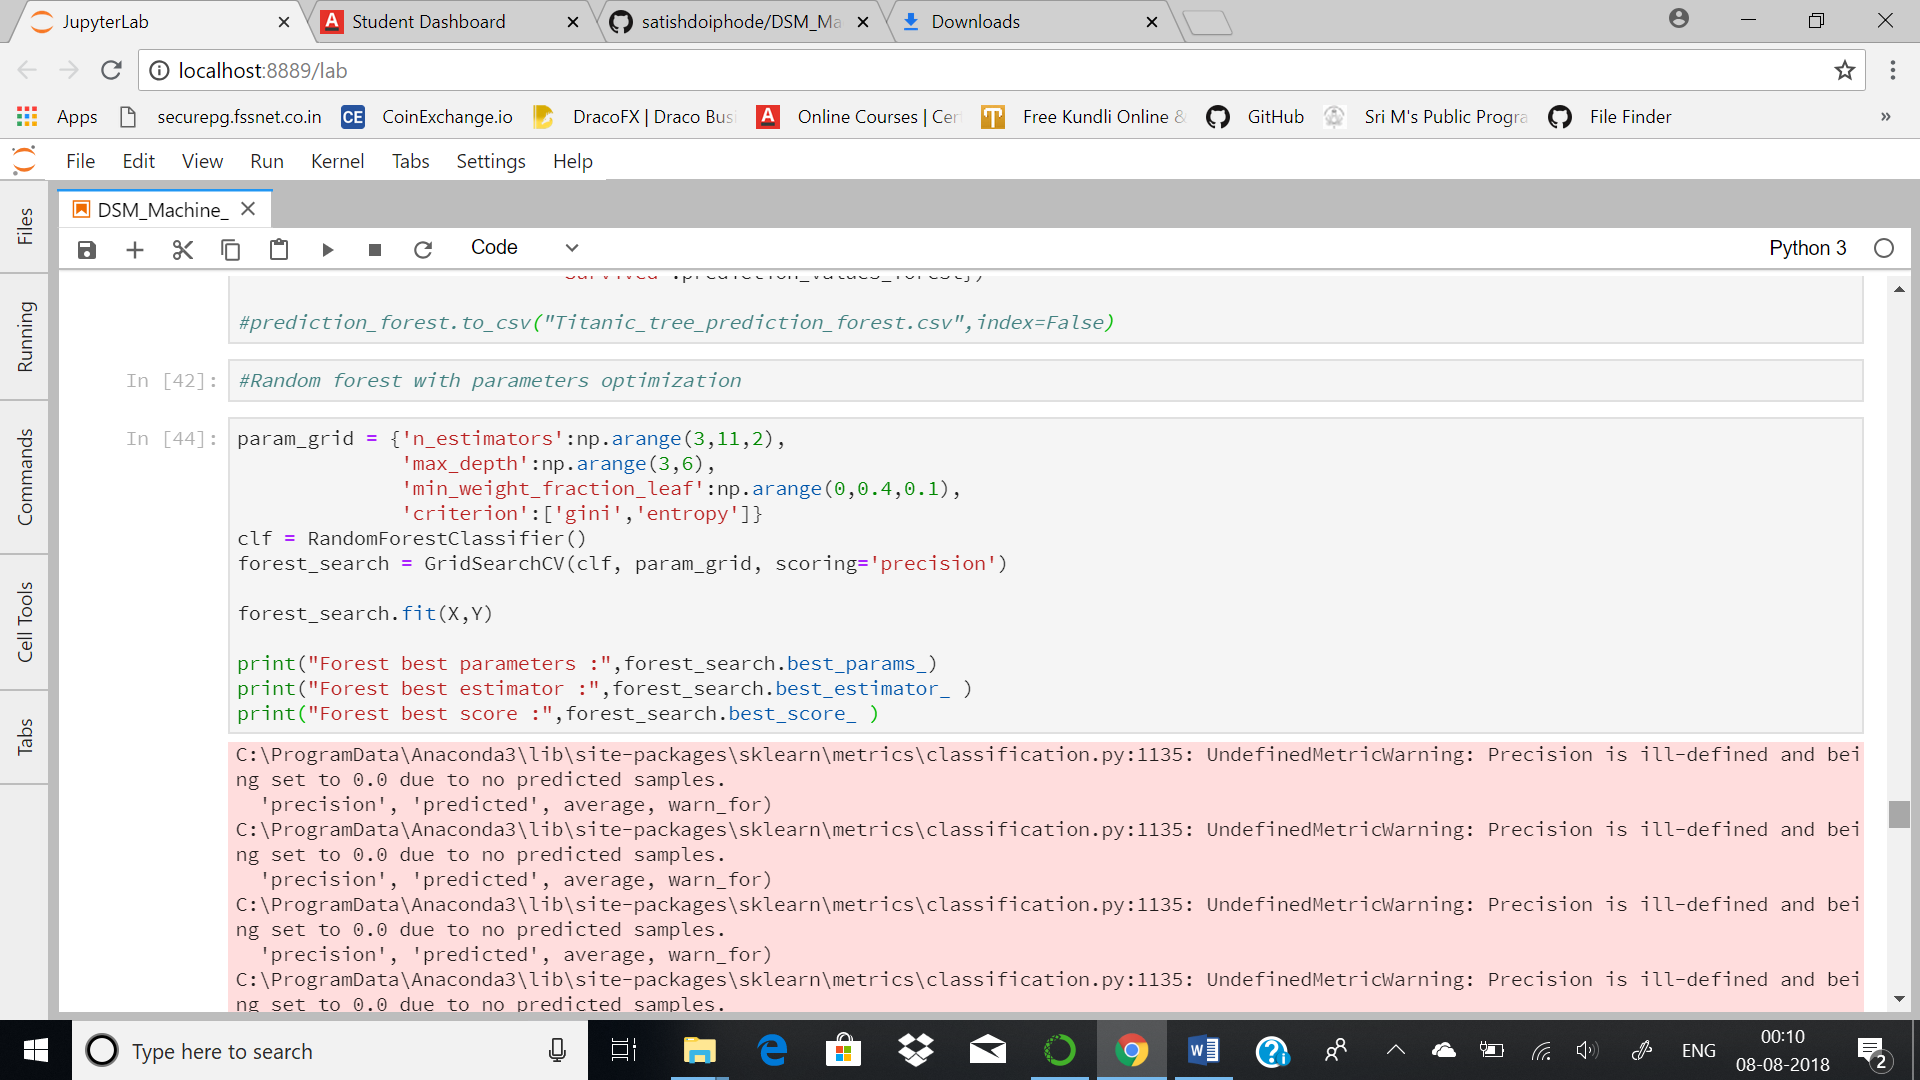 JupyterLab
Student Dashboard
satishdoiphode/DSM_Ma
Downloads
localhost:8889/lab
Apps
securepg.fssnet.co.in
CE CoinExchange.io
DracoFX | Draco Busi
Online Courses | Cer
Free Kundli Online &
GitHub
Sri M's Public Progra
File Finder
»
File Edit View Run Kernel Tabs Settings Help
Files
Running
Commands
Cell Tools
Tabs
DSM_Machine_
Code
Python 3
'Survived':prediction_values_forest})
#prediction_forest.to_csv("Titanic_tree_prediction_forest.csv",index=False)
In [42]: #Random forest with parameters optimization
In [44]: param_grid = {'n_estimators':np.arange(3,11,2),
'max_depth':np.arange(3,6),
'min_weight_fraction_leaf':np.arange(0,0.4,0.1),
'criterion':['gini','entropy']}
clf = RandomForestClassifier()
forest_search = GridSearchCV(clf, param_grid, scoring='precision')
forest_search.fit(X,Y)
print("Forest best parameters :",forest_search.best_params_)
print("Forest best estimator :",forest_search.best_estimator_ )
print("Forest best score :",forest_search.best_score_ )
C:\ProgramData\Anaconda3\lib\site-packages\sklearn\metrics\classification.py:1135: UndefinedMetricWarning: Precision is ill-defined and bei
ng set to 0.0 due to no predicted samples.
'precision', 'predicted', average, warn_for)
C:\ProgramData\Anaconda3\lib\site-packages\sklearn\metrics\classification.py:1135: UndefinedMetricWarning: Precision is ill-defined and bei
ng set to 0.0 due to no predicted samples.
'precision', 'predicted', average, warn_for)
C:\ProgramData\Anaconda3\lib\site-packages\sklearn\metrics\classification.py:1135: UndefinedMetricWarning: Precision is ill-defined and bei
ng set to 0.0 due to no predicted samples.
'precision', 'predicted', average, warn_for)
C:\ProgramData\Anaconda3\lib\site-packages\sklearn\metrics\classification.py:1135: UndefinedMetricWarning: Precision is ill-defined and bei
ng set to 0.0 due to no predicted samples.
Type here to search
ENG
00:10
08-08-2018
2